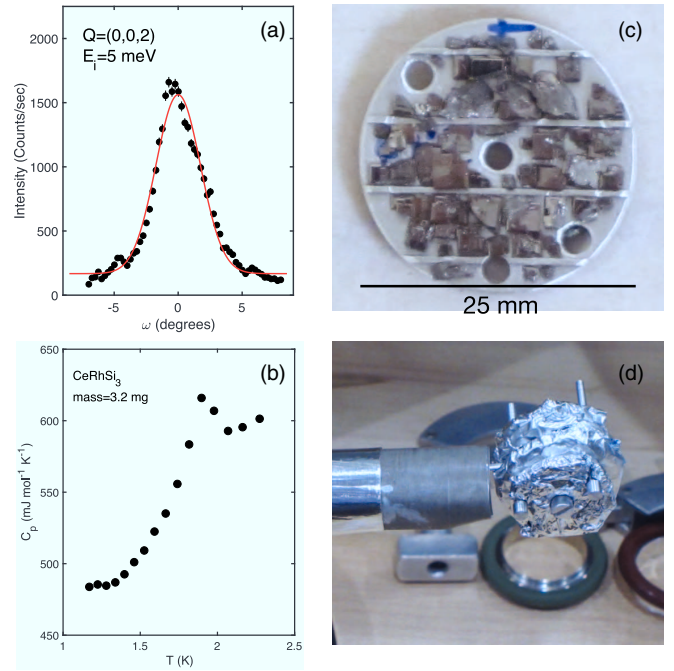 (a)
Q=(0,0,2)
E_i=5 meV
Intensity (Counts/sec)
2000
1500
1000
500
0
-5
0
5
ω (degrees)
(b)
CeRhSi_3
mass=3.2 mg
C_p (mJ mol^-1 K^-1)
650
600
550
500
450
1
1.5
2
2.5
T (K)
(c)
25 mm
(d)